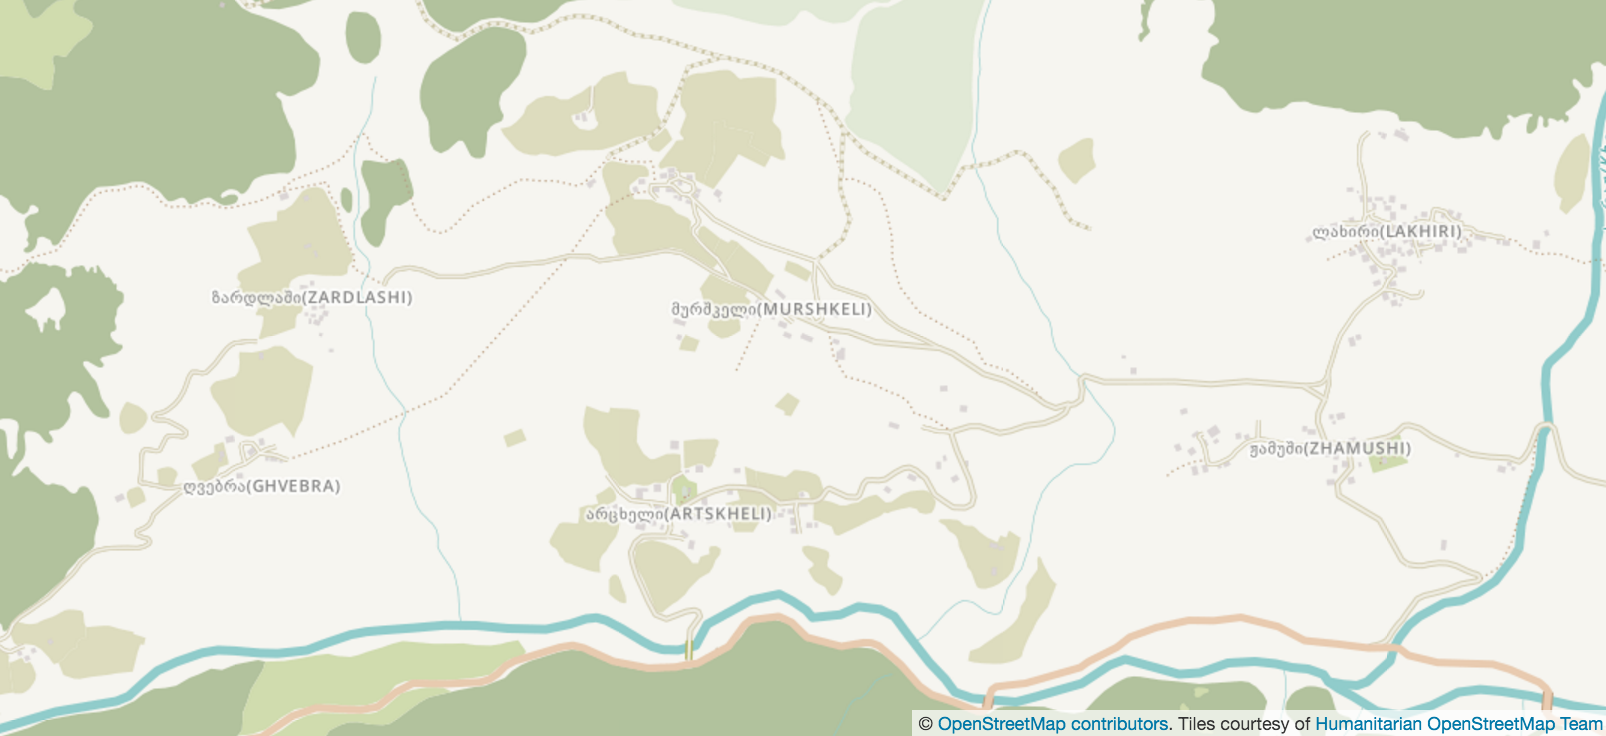 ლახირი(LAKHIRI)
ზარდლაში(ZARDLASHI)
მურშკელი(MURSHKELI)
ჟამუში(ZHAMUSHI)
ღვებრა(GHVEBRA)
არცხელი(ARTSKHELI)
© OpenStreetMap contributors. Tiles courtesy of Humanitarian OpenStreetMap Team